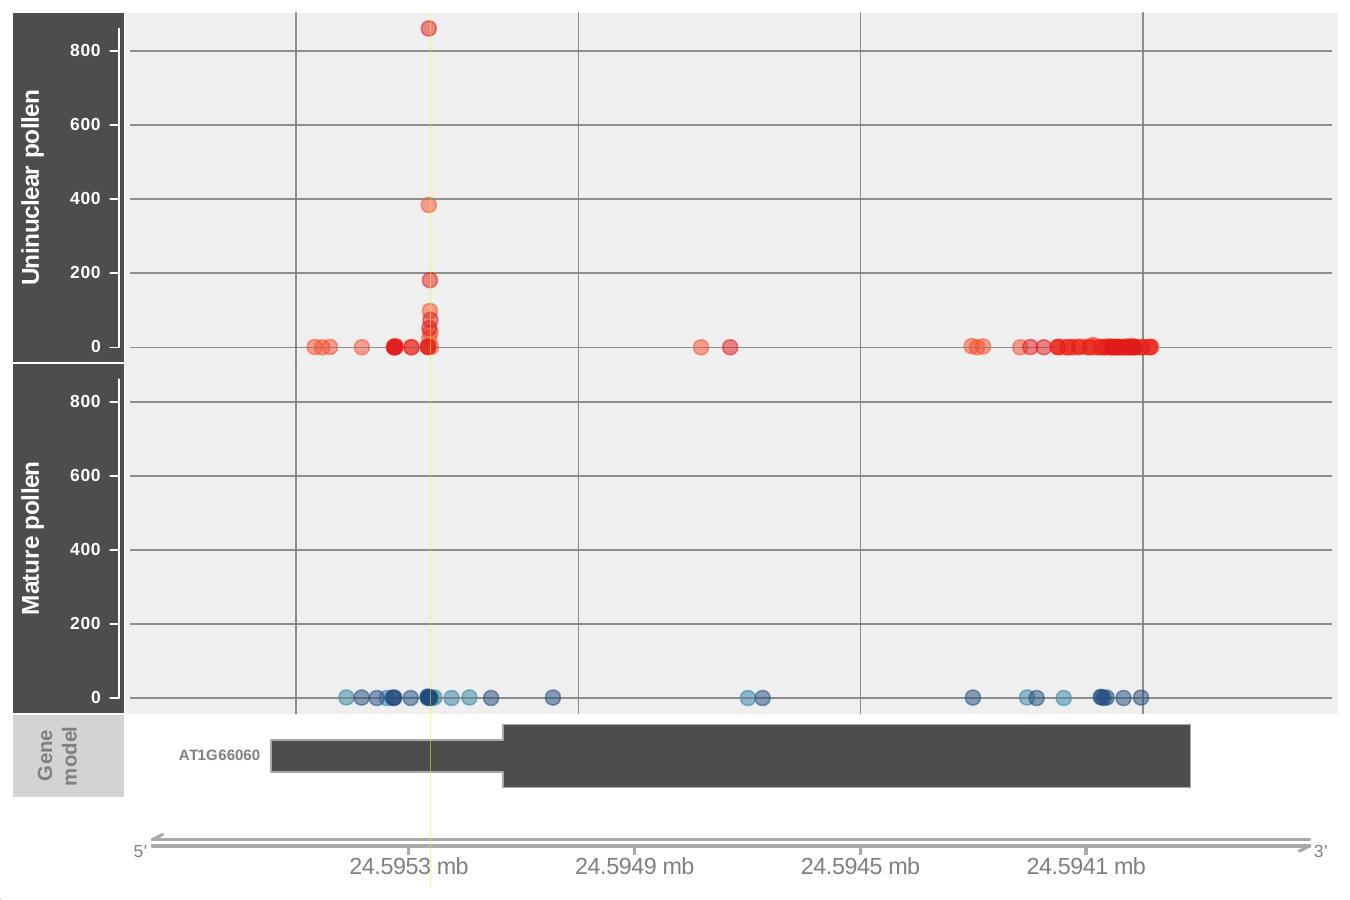 Uninuclear pollen
800
600
400
200
0
Mature pollen
800
600
400
200
0
Gene
model
AT1G66060
5'
3'
24.5953 mb
24.5949 mb
24.5945 mb
24.5941 mb